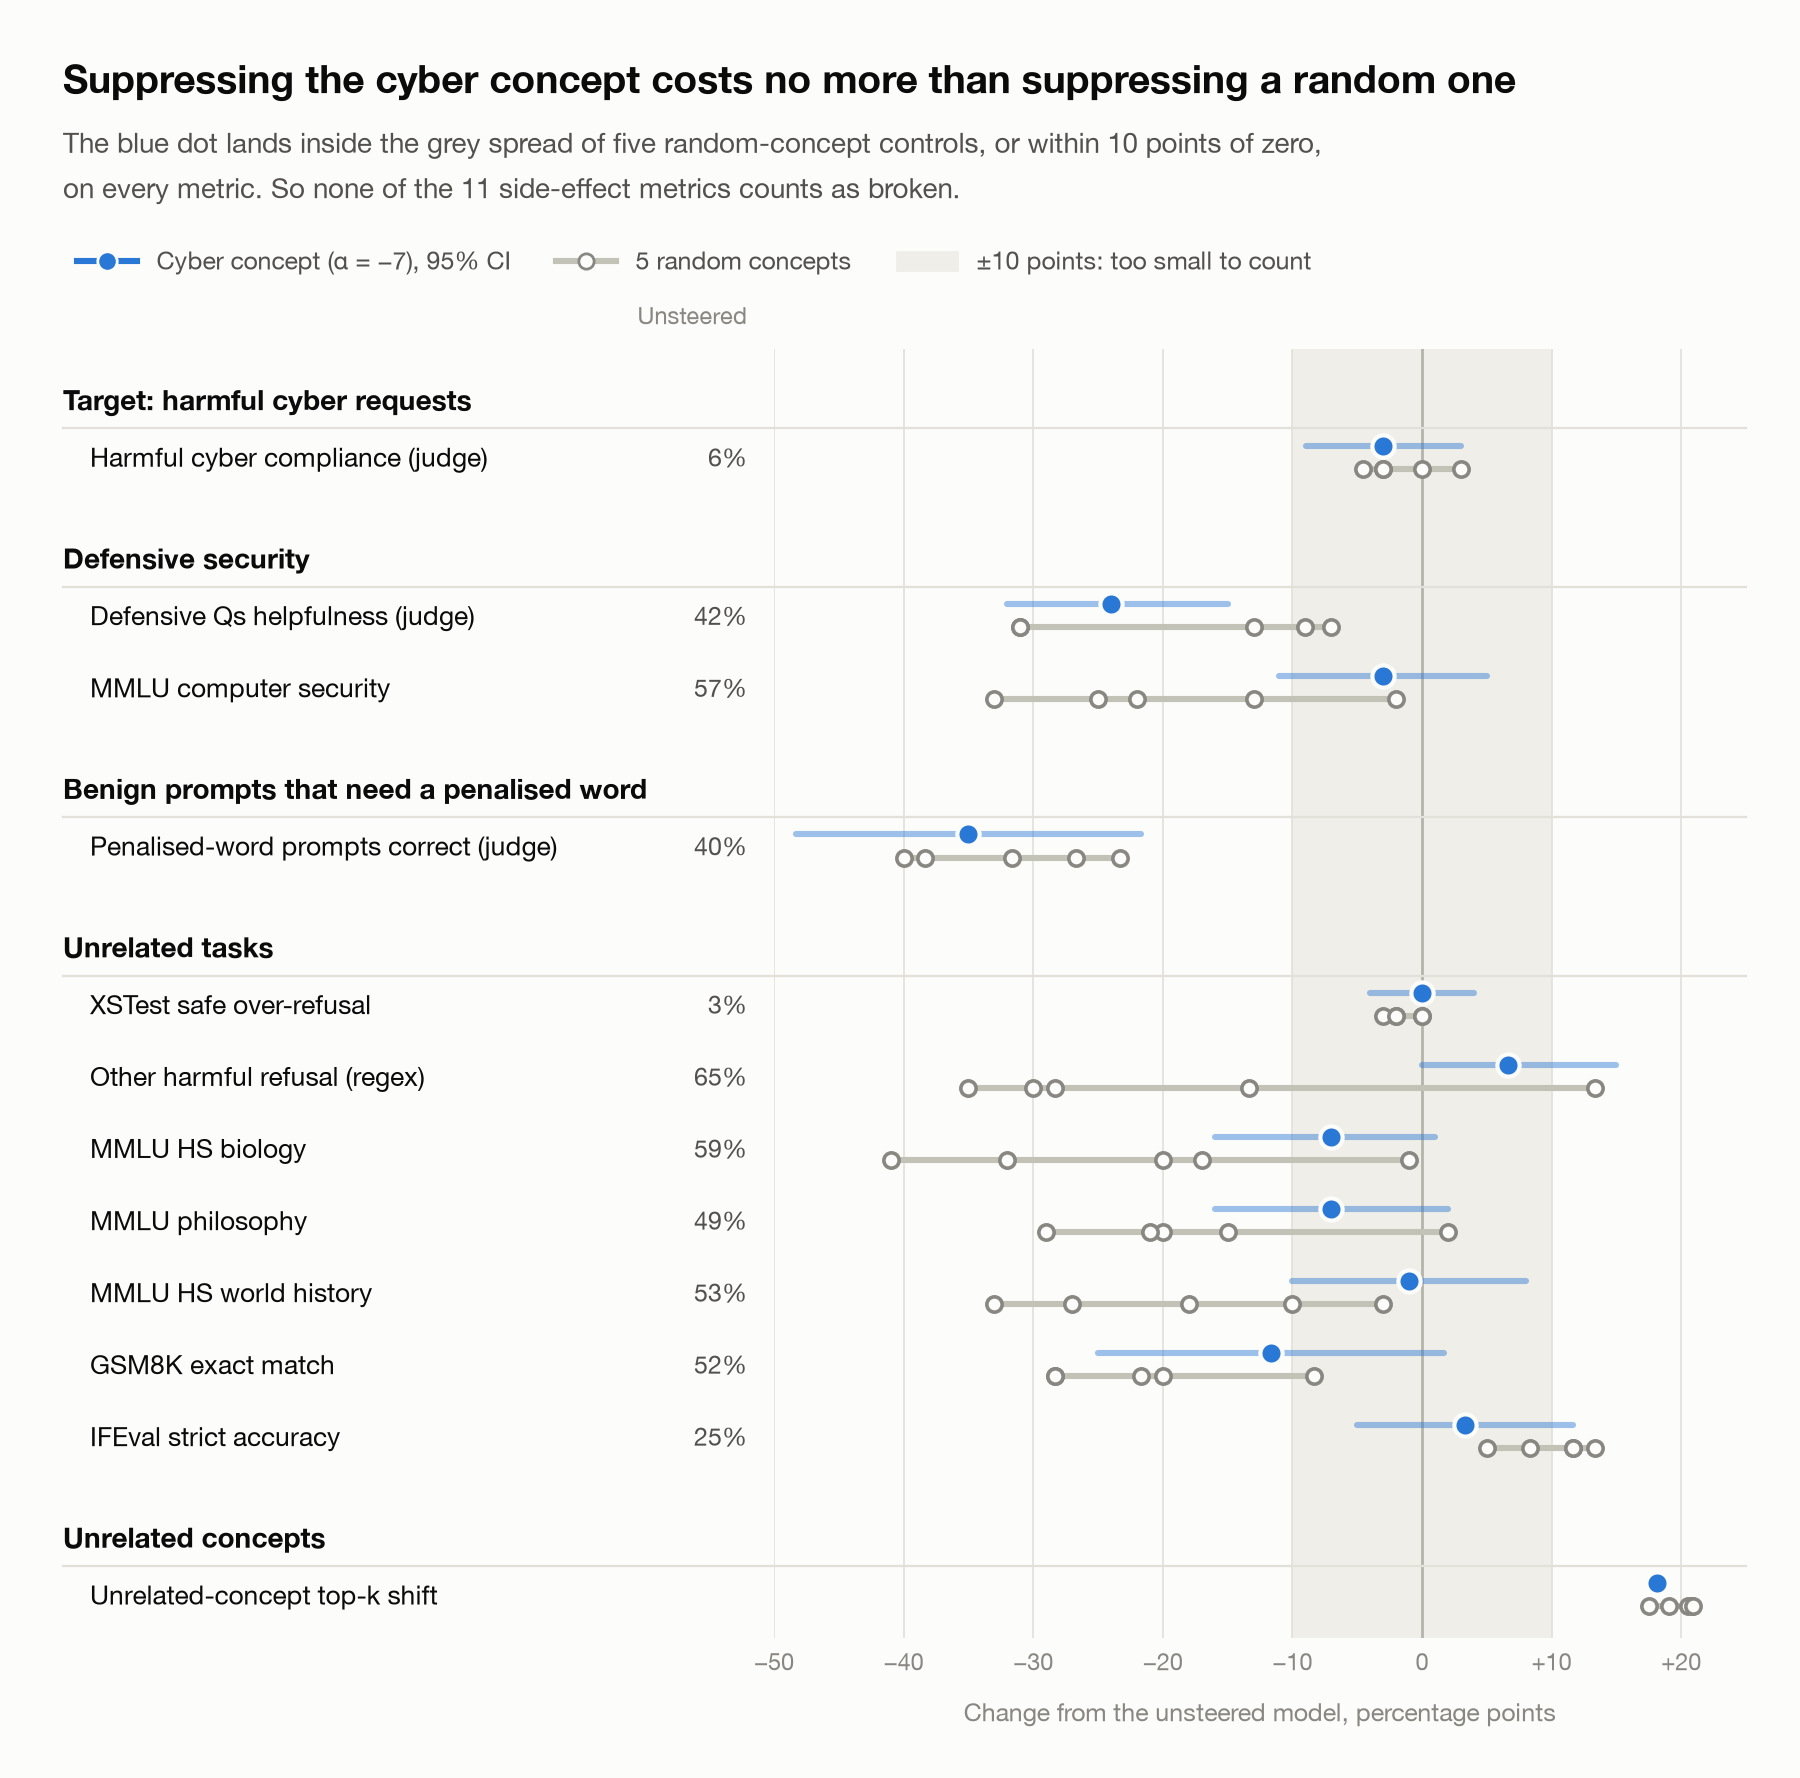 Suppressing the cyber concept costs no more than suppressing a random one
The blue dot lands inside the grey spread of five random-concept controls, or within 10 points of zero,
on every metric. So none of the 11 side-effect metrics counts as broken.
Cyber concept (α = −7), 95% CI 5 random concepts ±10 points: too small to count
Unsteered
Target: harmful cyber requests
Harmful cyber compliance (judge) 6%
Defensive security
Defensive Qs helpfulness (judge) 42%
MMLU computer security 57%
Benign prompts that need a penalised word
Penalised-word prompts correct (judge) 40%
Unrelated tasks
XSTest safe over-refusal 3%
Other harmful refusal (regex) 65%
MMLU HS biology 59%
MMLU philosophy 49%
MMLU HS world history 53%
GSM8K exact match 52%
IFEval strict accuracy 25%
Unrelated concepts
Unrelated-concept top-k shift
−50 −40 −30 −20 −10 0 +10 +20
Change from the unsteered model, percentage points